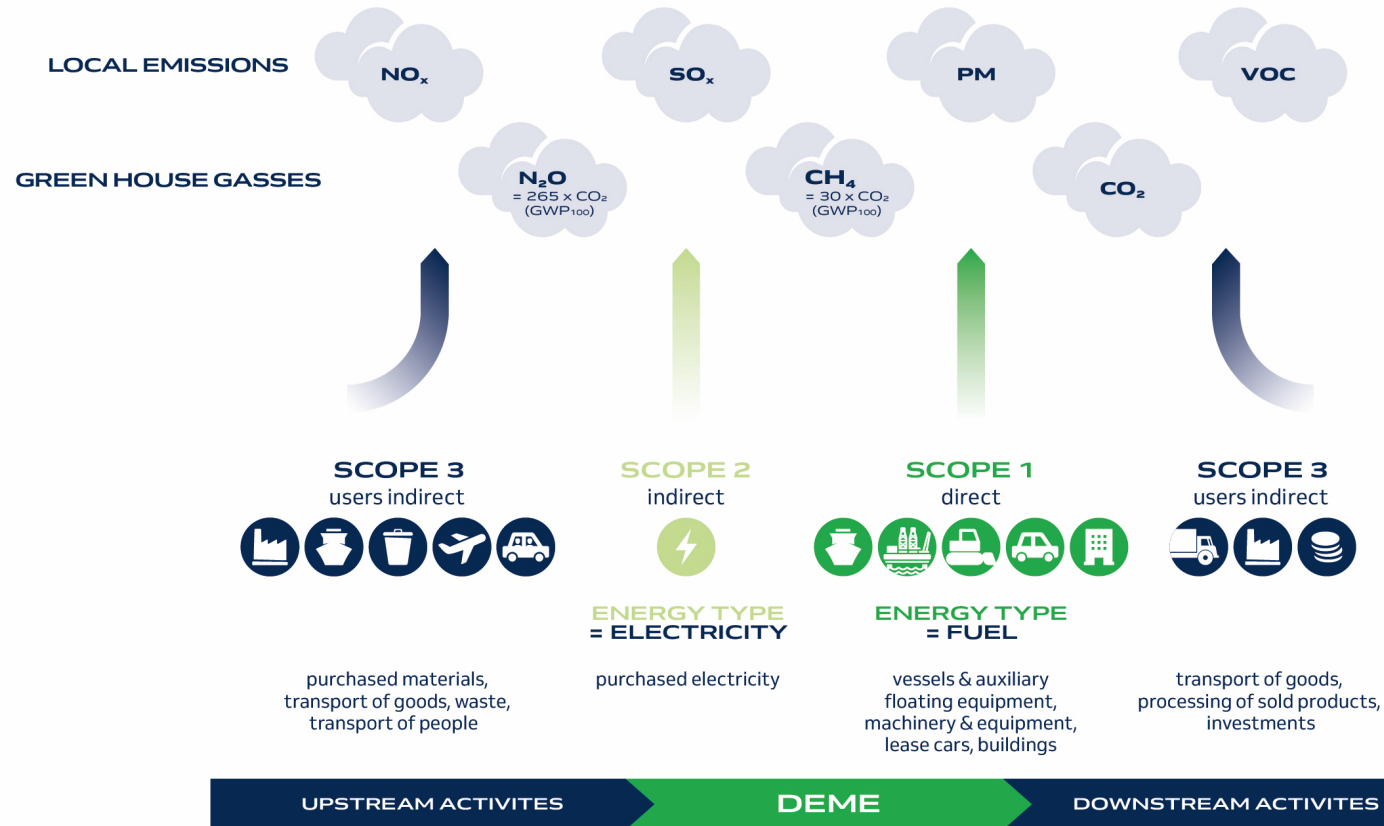 LOCAL EMISSIONS
NOₓ
SOₓ
PM
VOC
GREEN HOUSE GASSES
N₂O
= 265 x CO₂
(GWP₁₀₀)
CH₄
= 30 x CO₂
(GWP₁₀₀)
CO₂
SCOPE 3
users indirect
purchased materials,
transport of goods, waste,
transport of people
SCOPE 2
indirect
ENERGY TYPE
= ELECTRICITY
purchased electricity
SCOPE 1
direct
ENERGY TYPE
= FUEL
vessels & auxiliary
floating equipment,
machinery & equipment,
lease cars, buildings
SCOPE 3
users indirect
transport of goods,
processing of sold products,
investments
UPSTREAM ACTIVITES
DEME
DOWNSTREAM ACTIVITES